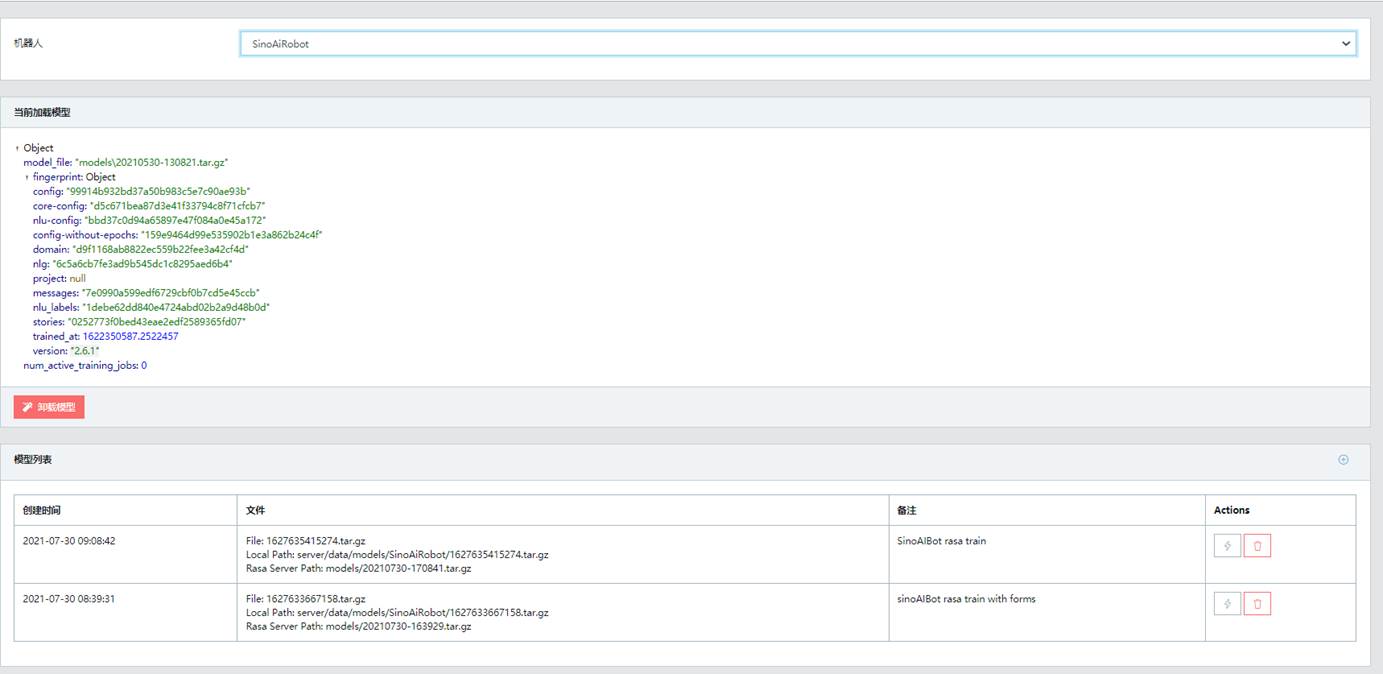 机器人
SinoAiRobot
当前加载模型
Object
model_file: "models\20210530-130821.tar.gz"
fingerprint: Object
config: "99914b932bd37a50b983c5e7c90ae93b"
core-config: "d5c671bea87d3e41f33794c8f71cfcb7"
nlu-config: "bbd37c0d94a65897e47f084a0e45a172"
config-without-epochs: "159e9464d99e535902b1e3a862b24c4f"
domain: "d9f1168ab8822ec559b22fee3a42cf4d"
nlg: "6c5a6cb7fe3ad9b545dc1c8295aed6b4"
project: null
messages: "7e0990a599edf6729cbf0b7cd5e45ccb"
nlu_labels: "1debe62dd840e4724abd02b2a9d48b0d"
stories: "0252773f0bed43eae2edf2589365fd07"
trained_at: 1622350587.2522457
version: "2.6.1"
num_active_training_jobs: 0
卸载模型
模型列表
创建时间 文件 备注 Actions
2021-07-30 09:08:42 File: 1627635415274.tar.gz SinoAIBot rasa train
Local Path: server/data/models/SinoAiRobot/1627635415274.tar.gz
Rasa Server Path: models/20210730-170841.tar.gz
2021-07-30 08:39:31 File: 1627633667158.tar.gz sinoAIBot rasa train with forms
Local Path: server/data/models/SinoAiRobot/1627633667158.tar.gz
Rasa Server Path: models/20210730-163929.tar.gz